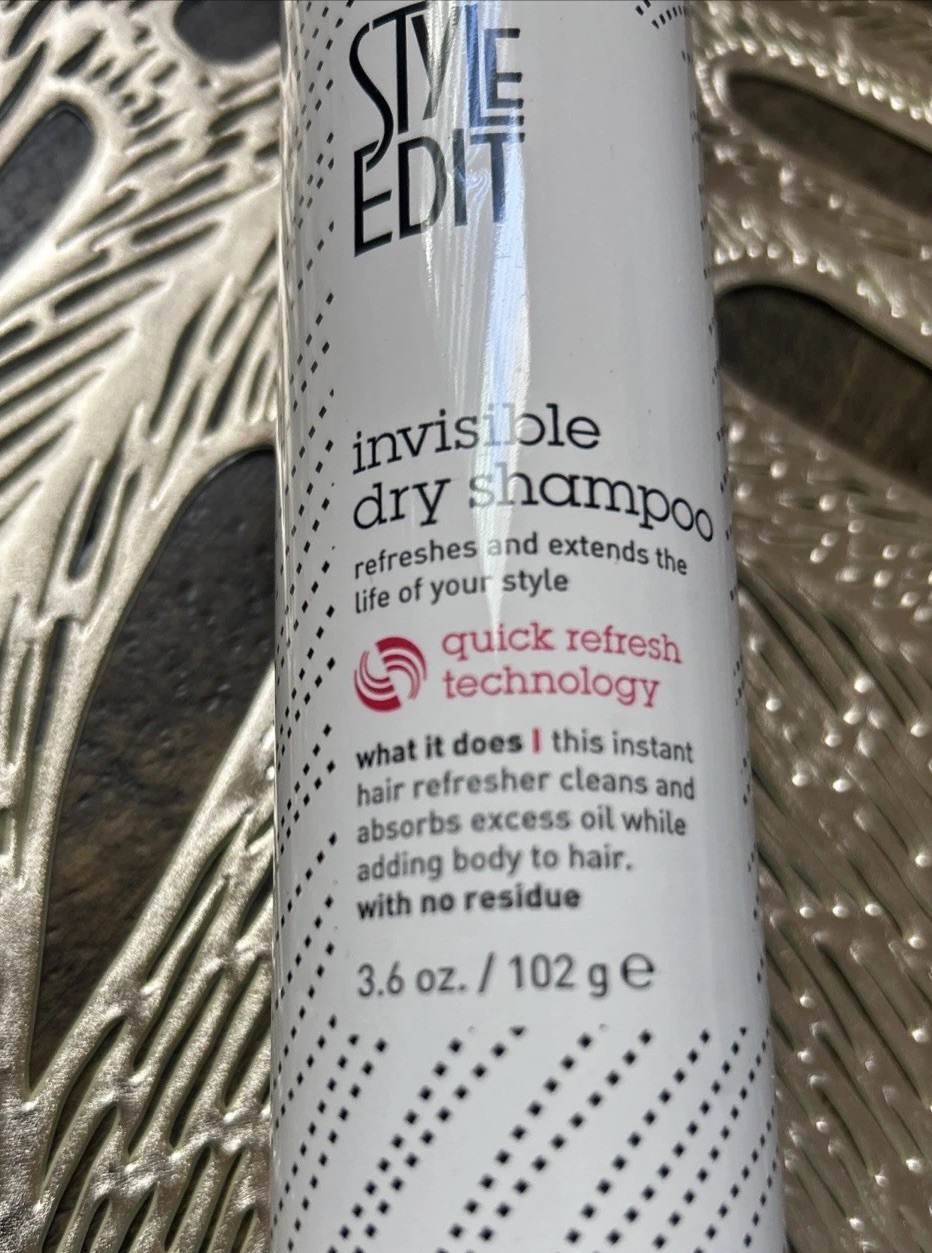 STYLE
EDIT
invisible
dry shampoo
refreshes and extends the
life of your style
quick refresh
technology
what it does | this instant
hair refresher cleans and
absorbs excess oil while
adding body to hair.
with no residue
3.6 oz. / 102 g ℮